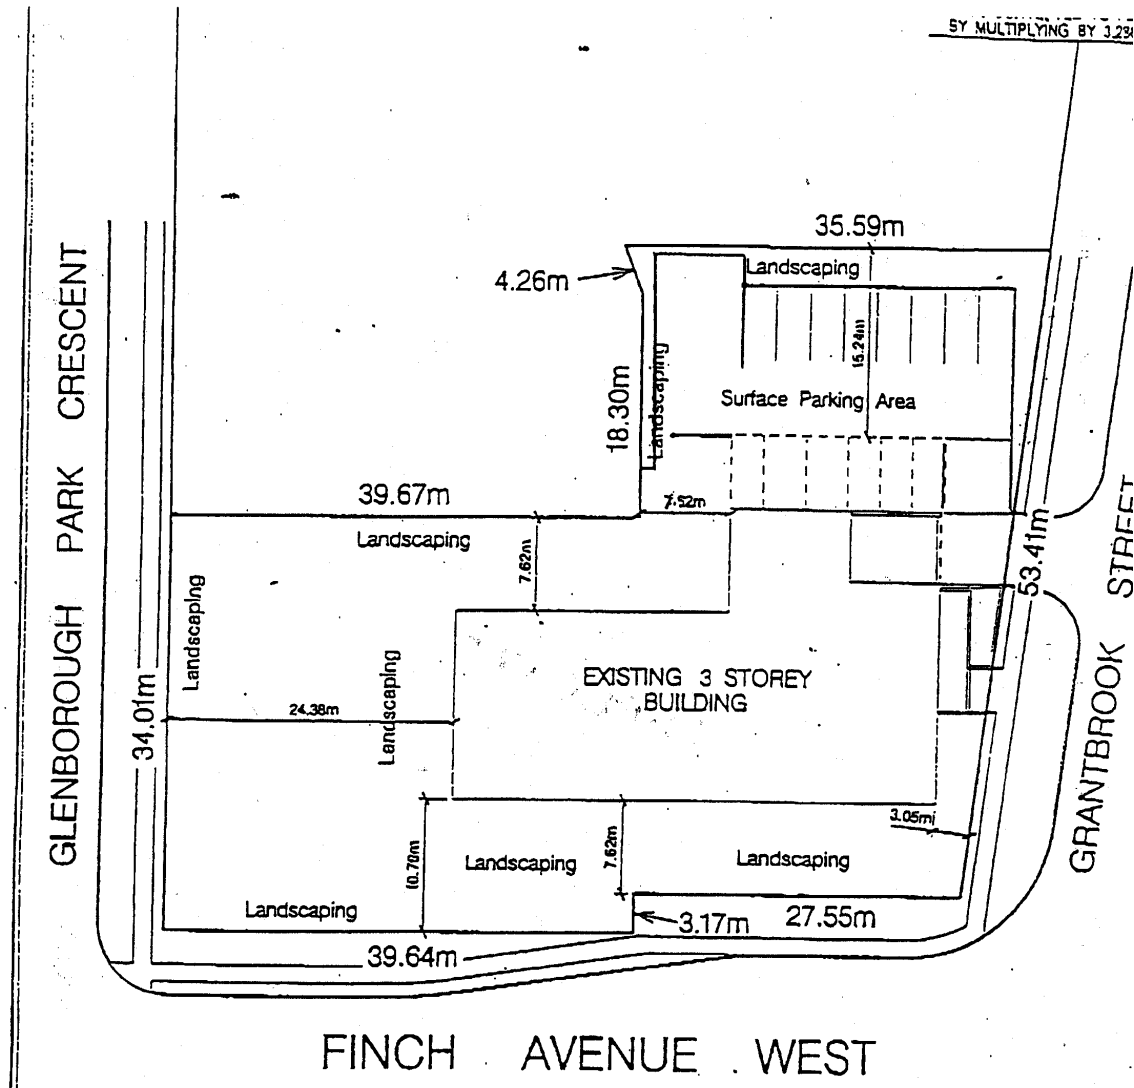 BY MULTIPLYING BY 3.28
35.59m
Landscaping
4.26m
15.24m
18.30m
Landscaping
Surface Parking Area
39.67m
7.52m
Landscaping
7.62m
53.41m
Landscaping
EXISTING 3 STOREY
BUILDING
Landscaping
24.38m
34.01m
3.05m
10.70m
Landscaping
7.62m
Landscaping
Landscaping
3.17m
27.55m
39.64m
GLENBOROUGH PARK CRESCENT
GRANTBROOK STREET
FINCH AVENUE WEST